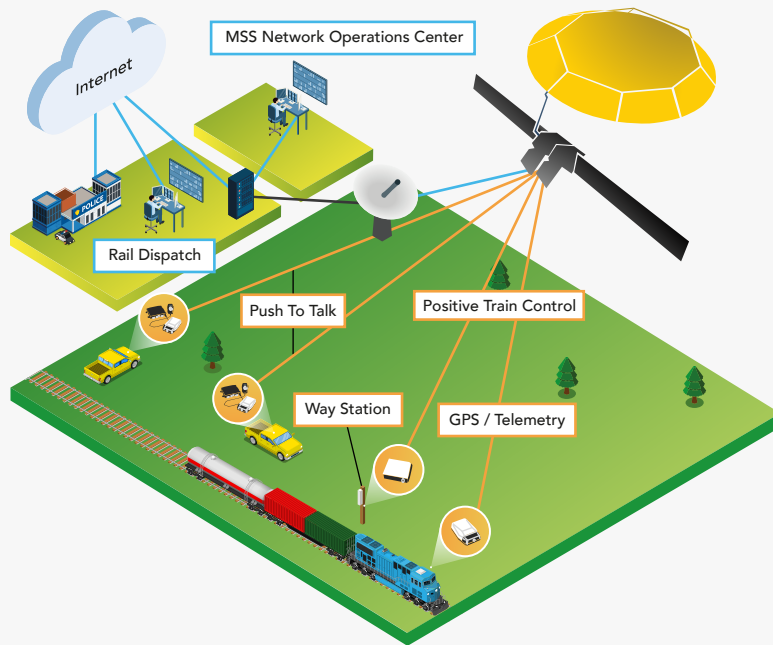 MSS Network Operations Center
Internet
POLICE
Rail Dispatch
Push To Talk
Positive Train Control
Way Station
GPS / Telemetry